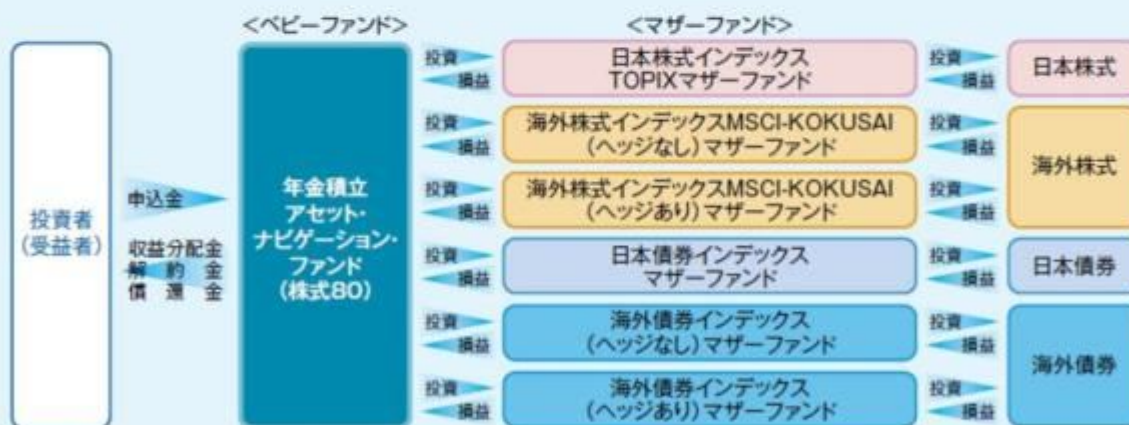 <ベビーファンド>
<マザーファンド>
投資者
(受益者)
申込金
収益分配金
解約金
償還金
年金積立
アセット・
ナビゲーション・
ファンド
(株式80)
投資
損益
日本株式インデックス
TOPIXマザーファンド
投資
損益
日本株式
投資
損益
海外株式インデックスMSCI-KOKUSAI
(ヘッジなし)マザーファンド
投資
損益
投資
損益
海外株式インデックスMSCI-KOKUSAI
(ヘッジあり)マザーファンド
投資
損益
海外株式
投資
損益
日本債券インデックス
マザーファンド
投資
損益
日本債券
投資
損益
海外債券インデックス
(ヘッジなし)マザーファンド
投資
損益
投資
損益
海外債券インデックス
(ヘッジあり)マザーファンド
投資
損益
海外債券